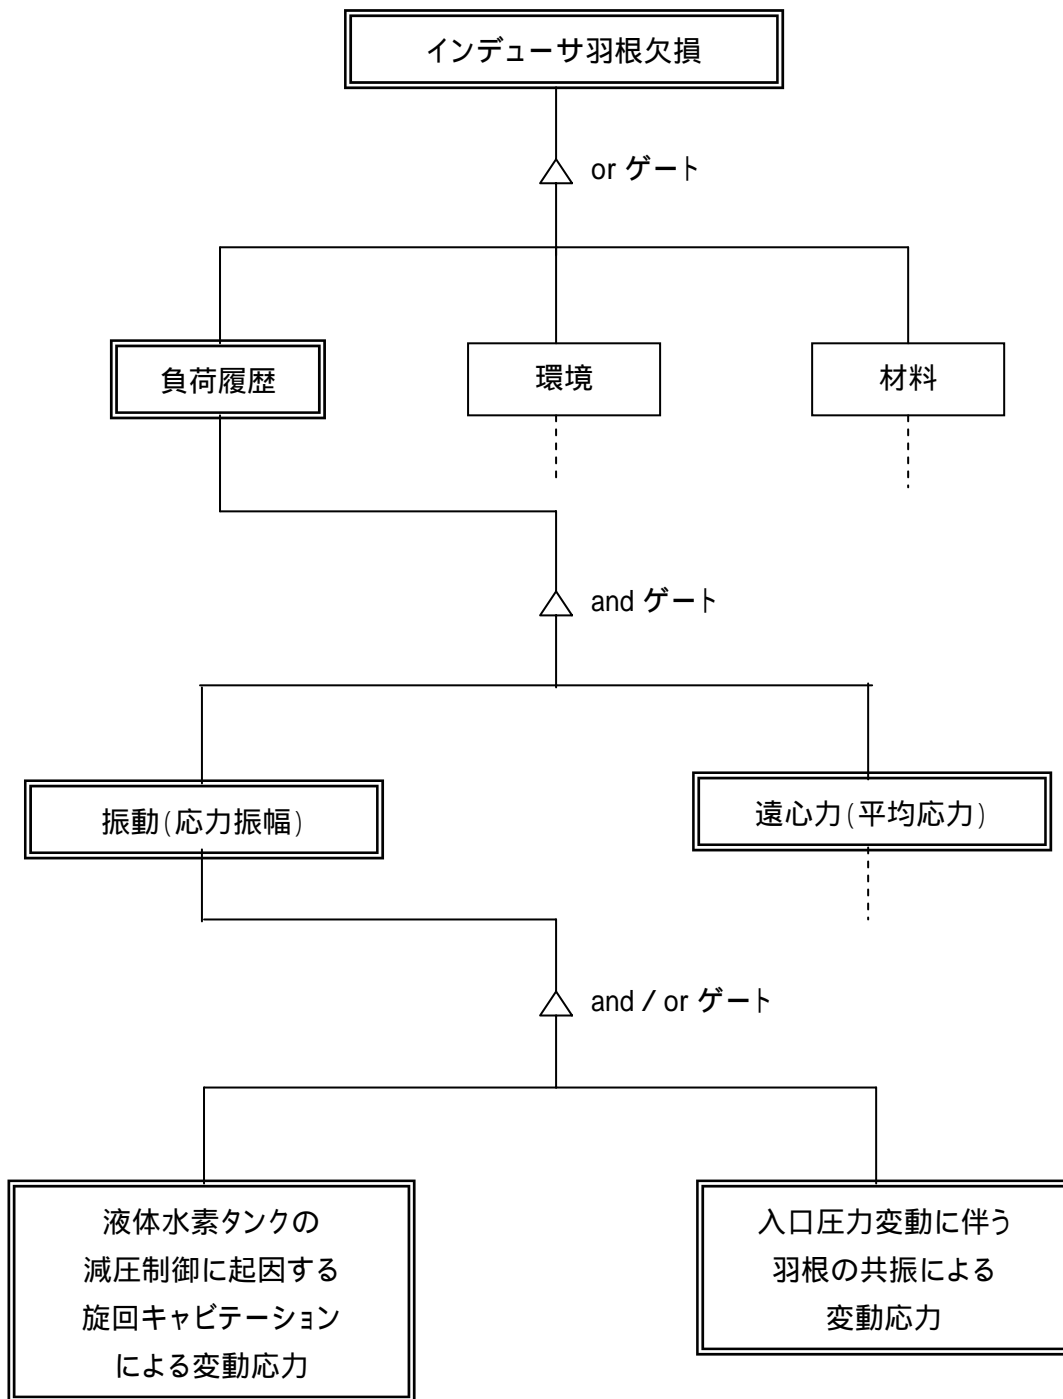 インデューサ羽根欠損
or ゲート
負荷履歴
環境
材料
and ゲート
振動(応力振幅)
遠心力(平均応力)
and / or ゲート
液体水素タンクの
減圧制御に起因する
旋回キャビテーション
による変動応力
入口圧力変動に伴う
羽根の共振による
変動応力